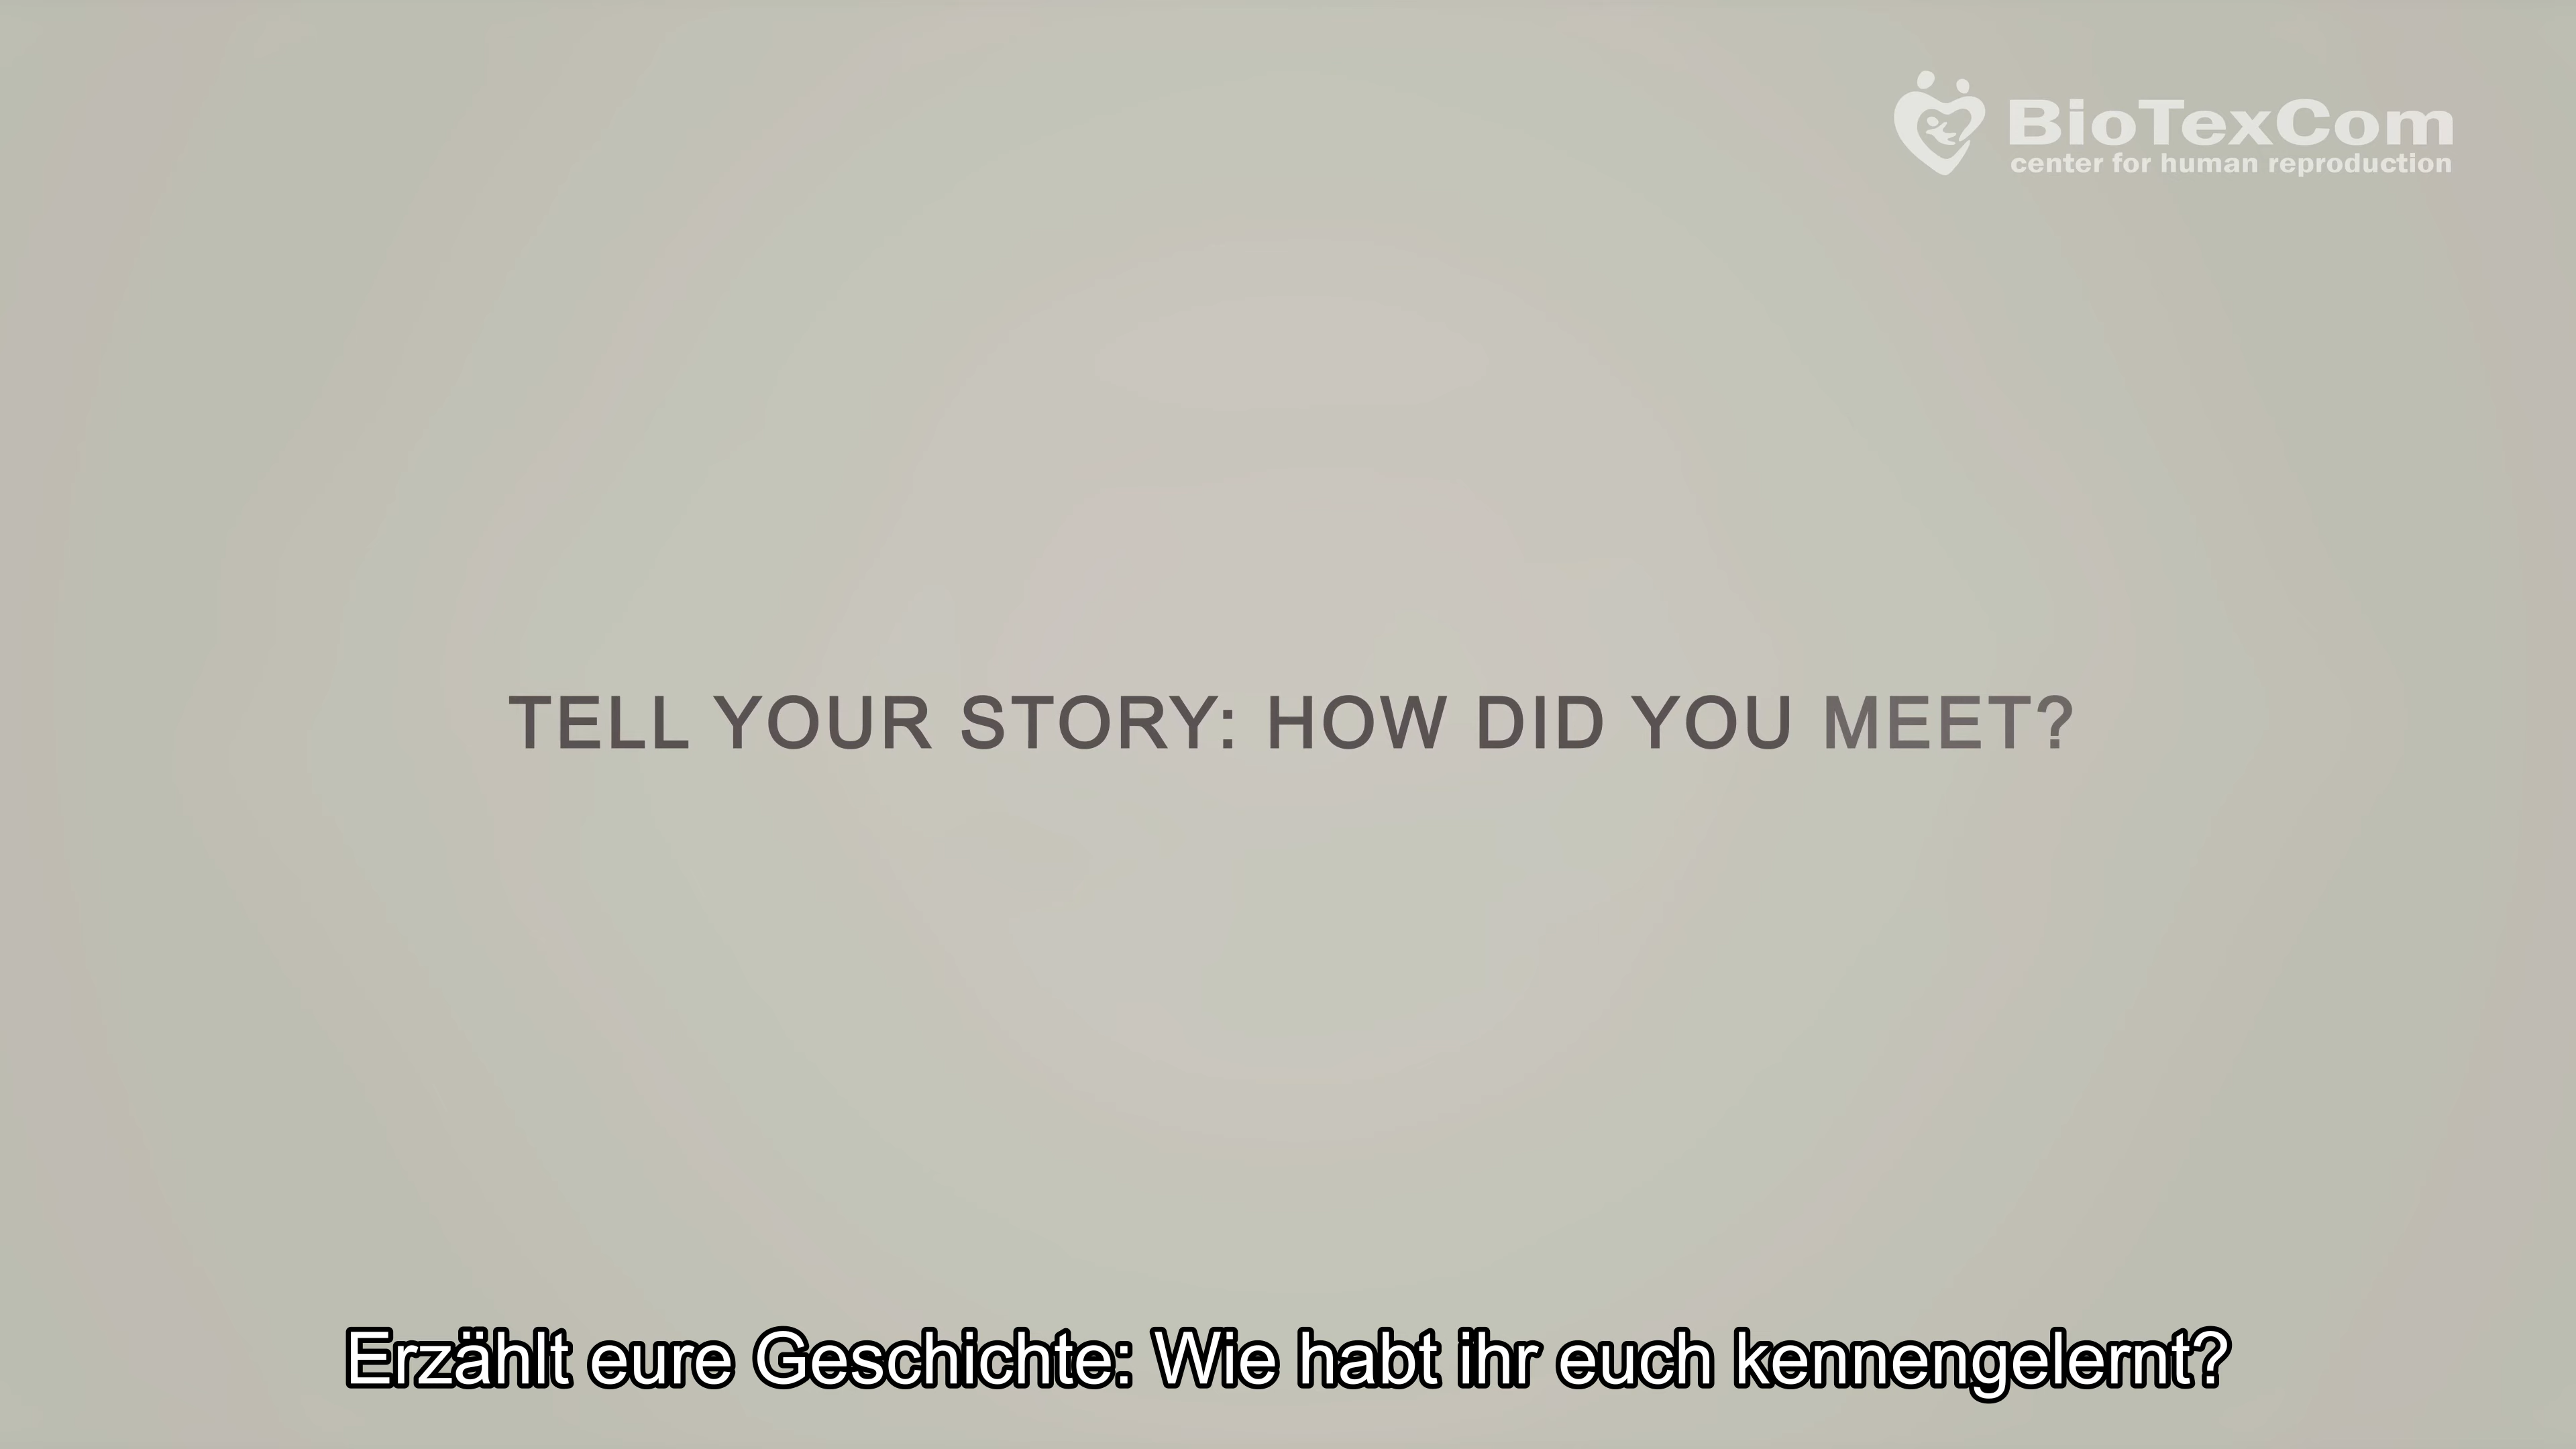 BioTexCom
center for human reproduction
TELL YOUR STORY: HOW DID YOU MEET?
Erzählt eure Geschichte: Wie habt ihr euch kennengelernt?